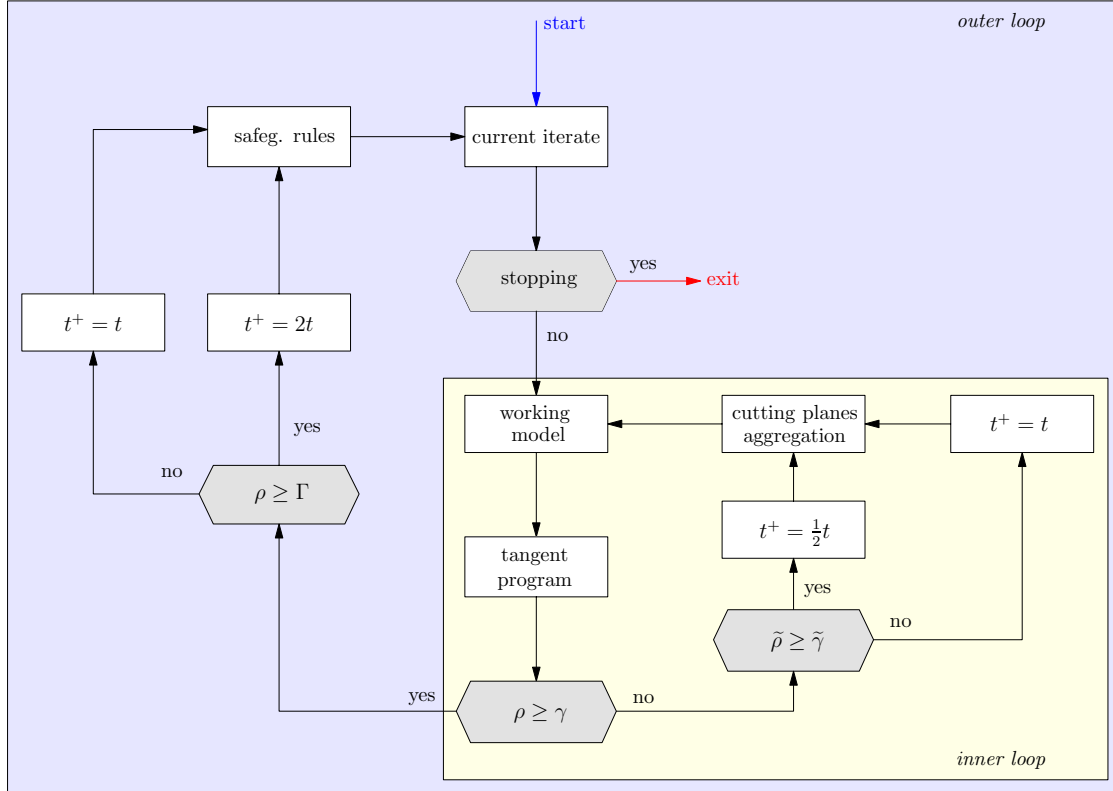 outer loop
start
safeg. rules
current iterate
yes
stopping
exit
t⁺ = t
t⁺ = 2t
no
working
model
cutting planes
aggregation
t⁺ = t
yes
no
ρ ≥ Γ
t⁺ = ½t
tangent
program
yes
ρ̃ ≥ γ̃
no
yes
no
ρ ≥ γ
inner loop